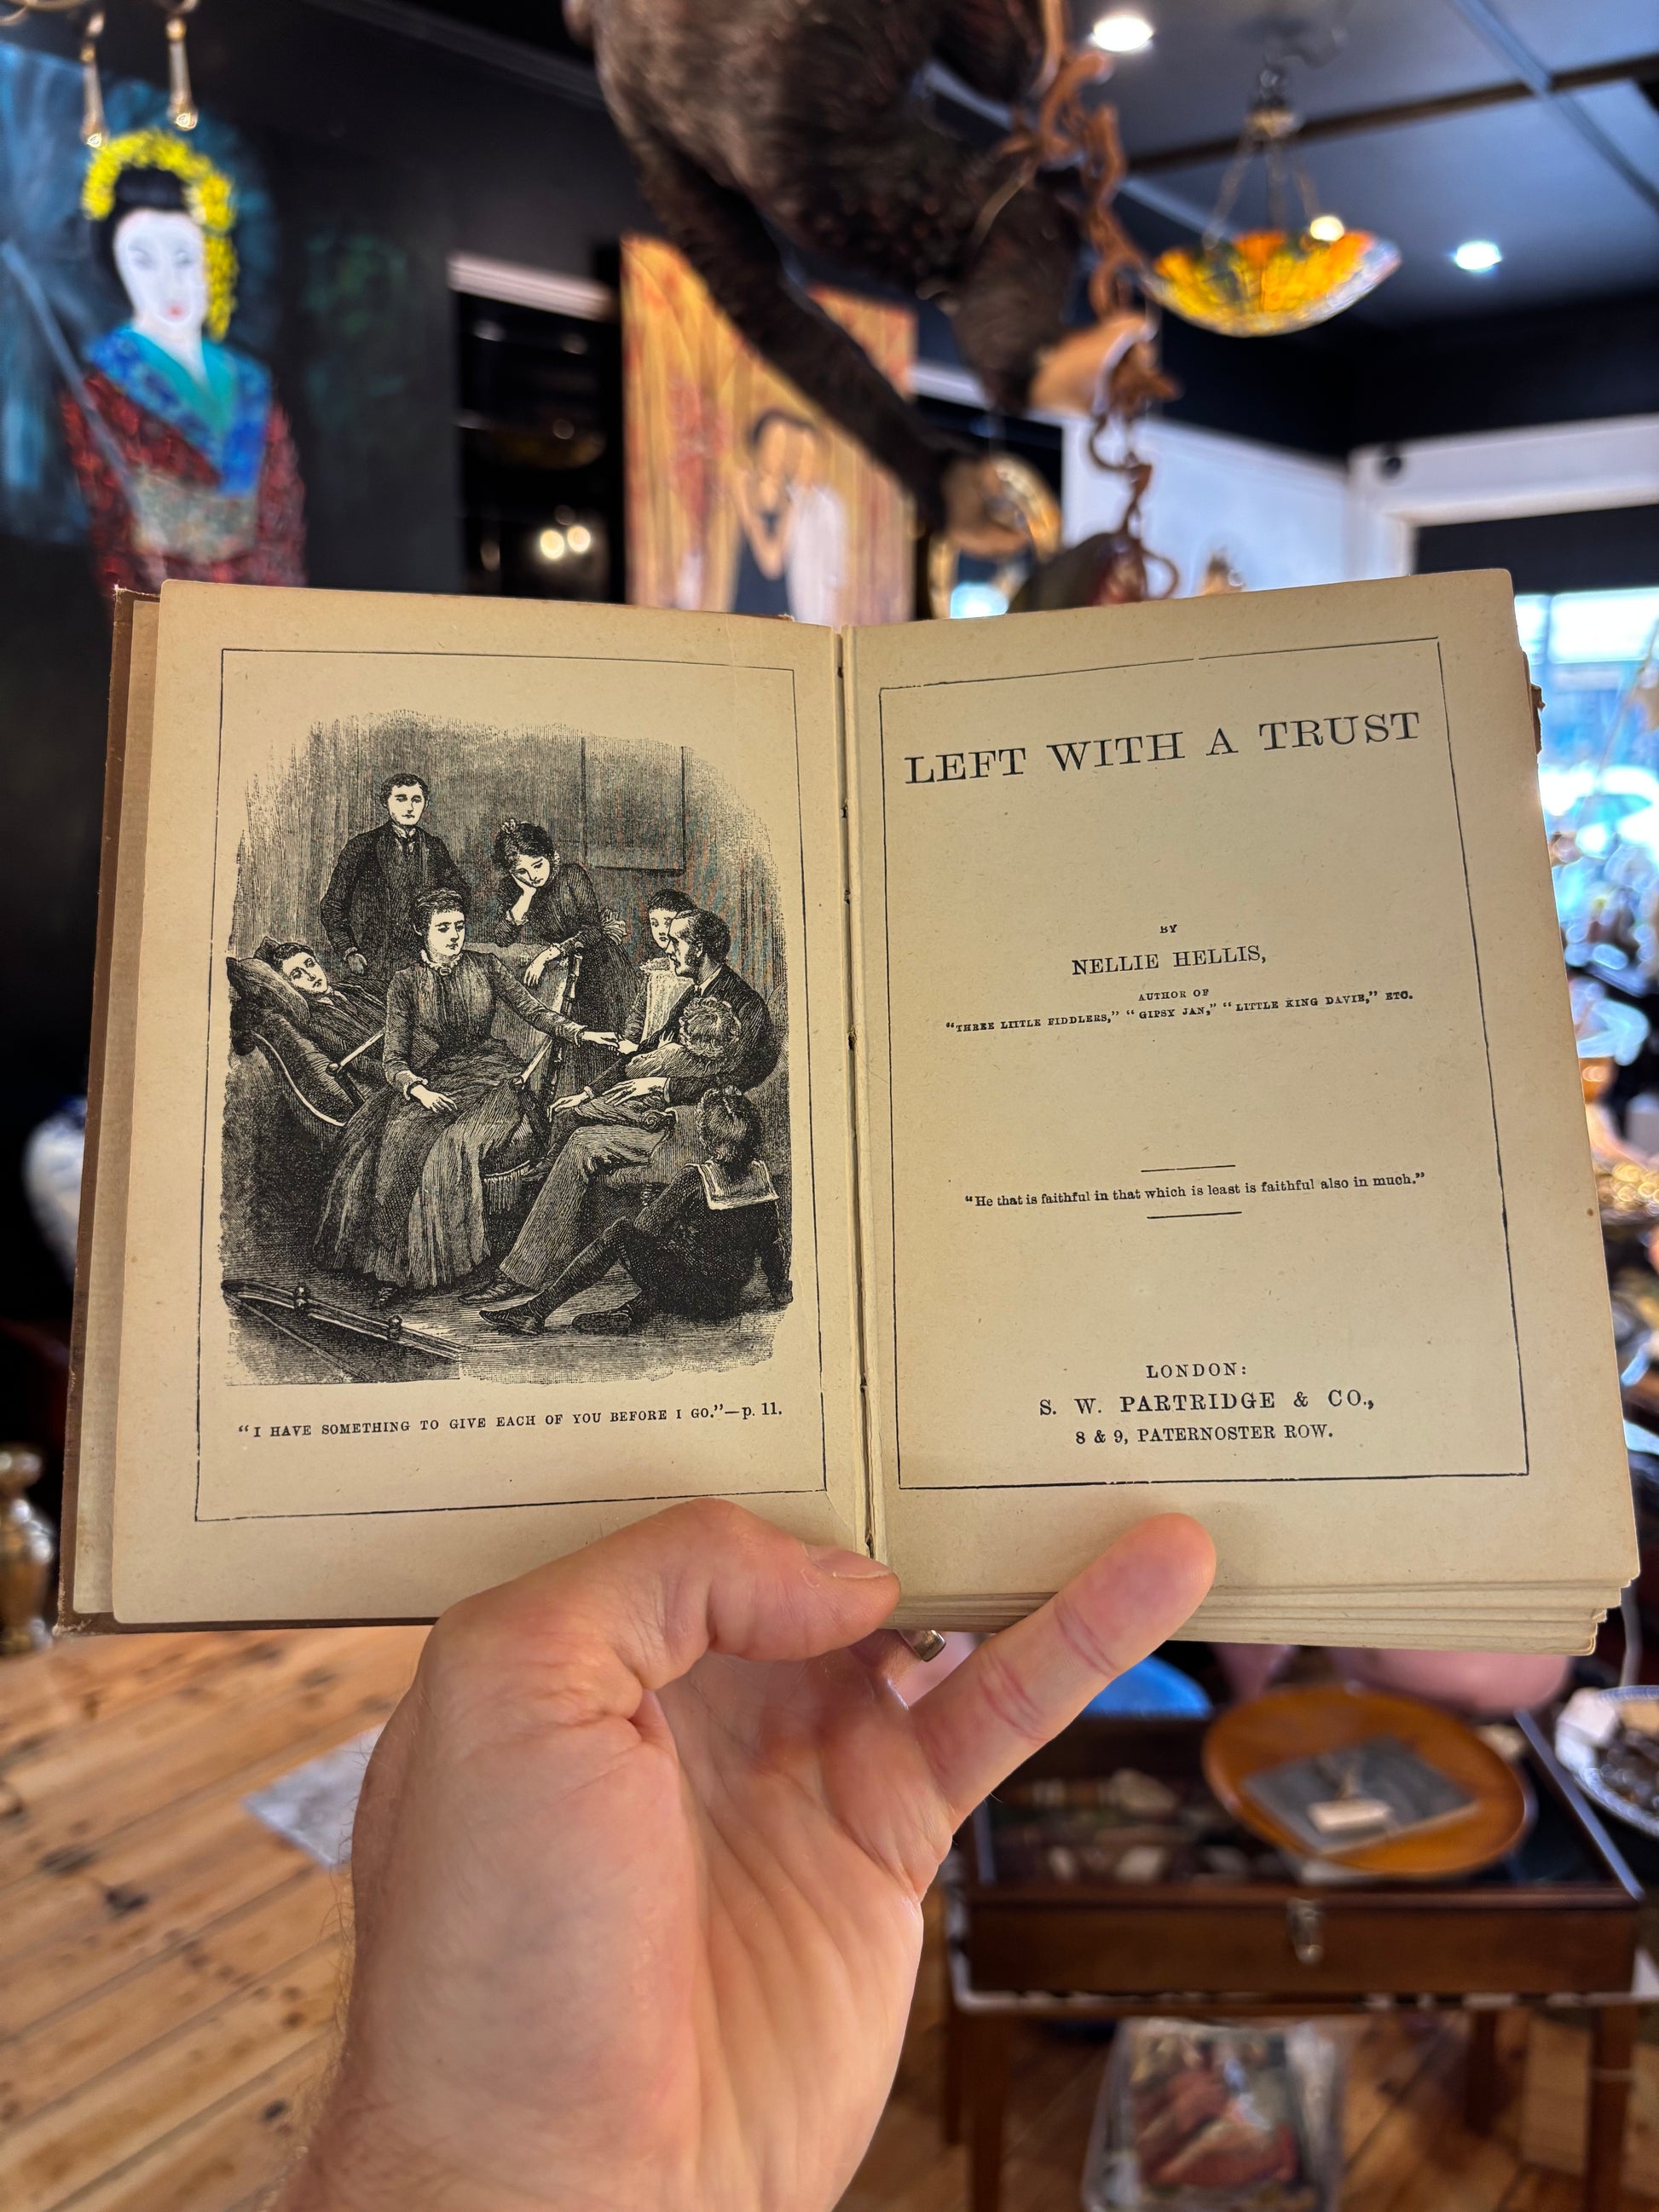 "I HAVE SOMETHING TO GIVE EACH OF YOU BEFORE I GO."—p. 11.
LEFT WITH A TRUST
BY
NELLIE HELLIS,
AUTHOR OF
"THREE LITTLE FIDDLERS," "GIPSY JAN," "LITTLE KING DAVIE," ETC.
"He that is faithful in that which is least is faithful also in much."
LONDON:
S. W. PARTRIDGE & CO.,
8 & 9, PATERNOSTER ROW.